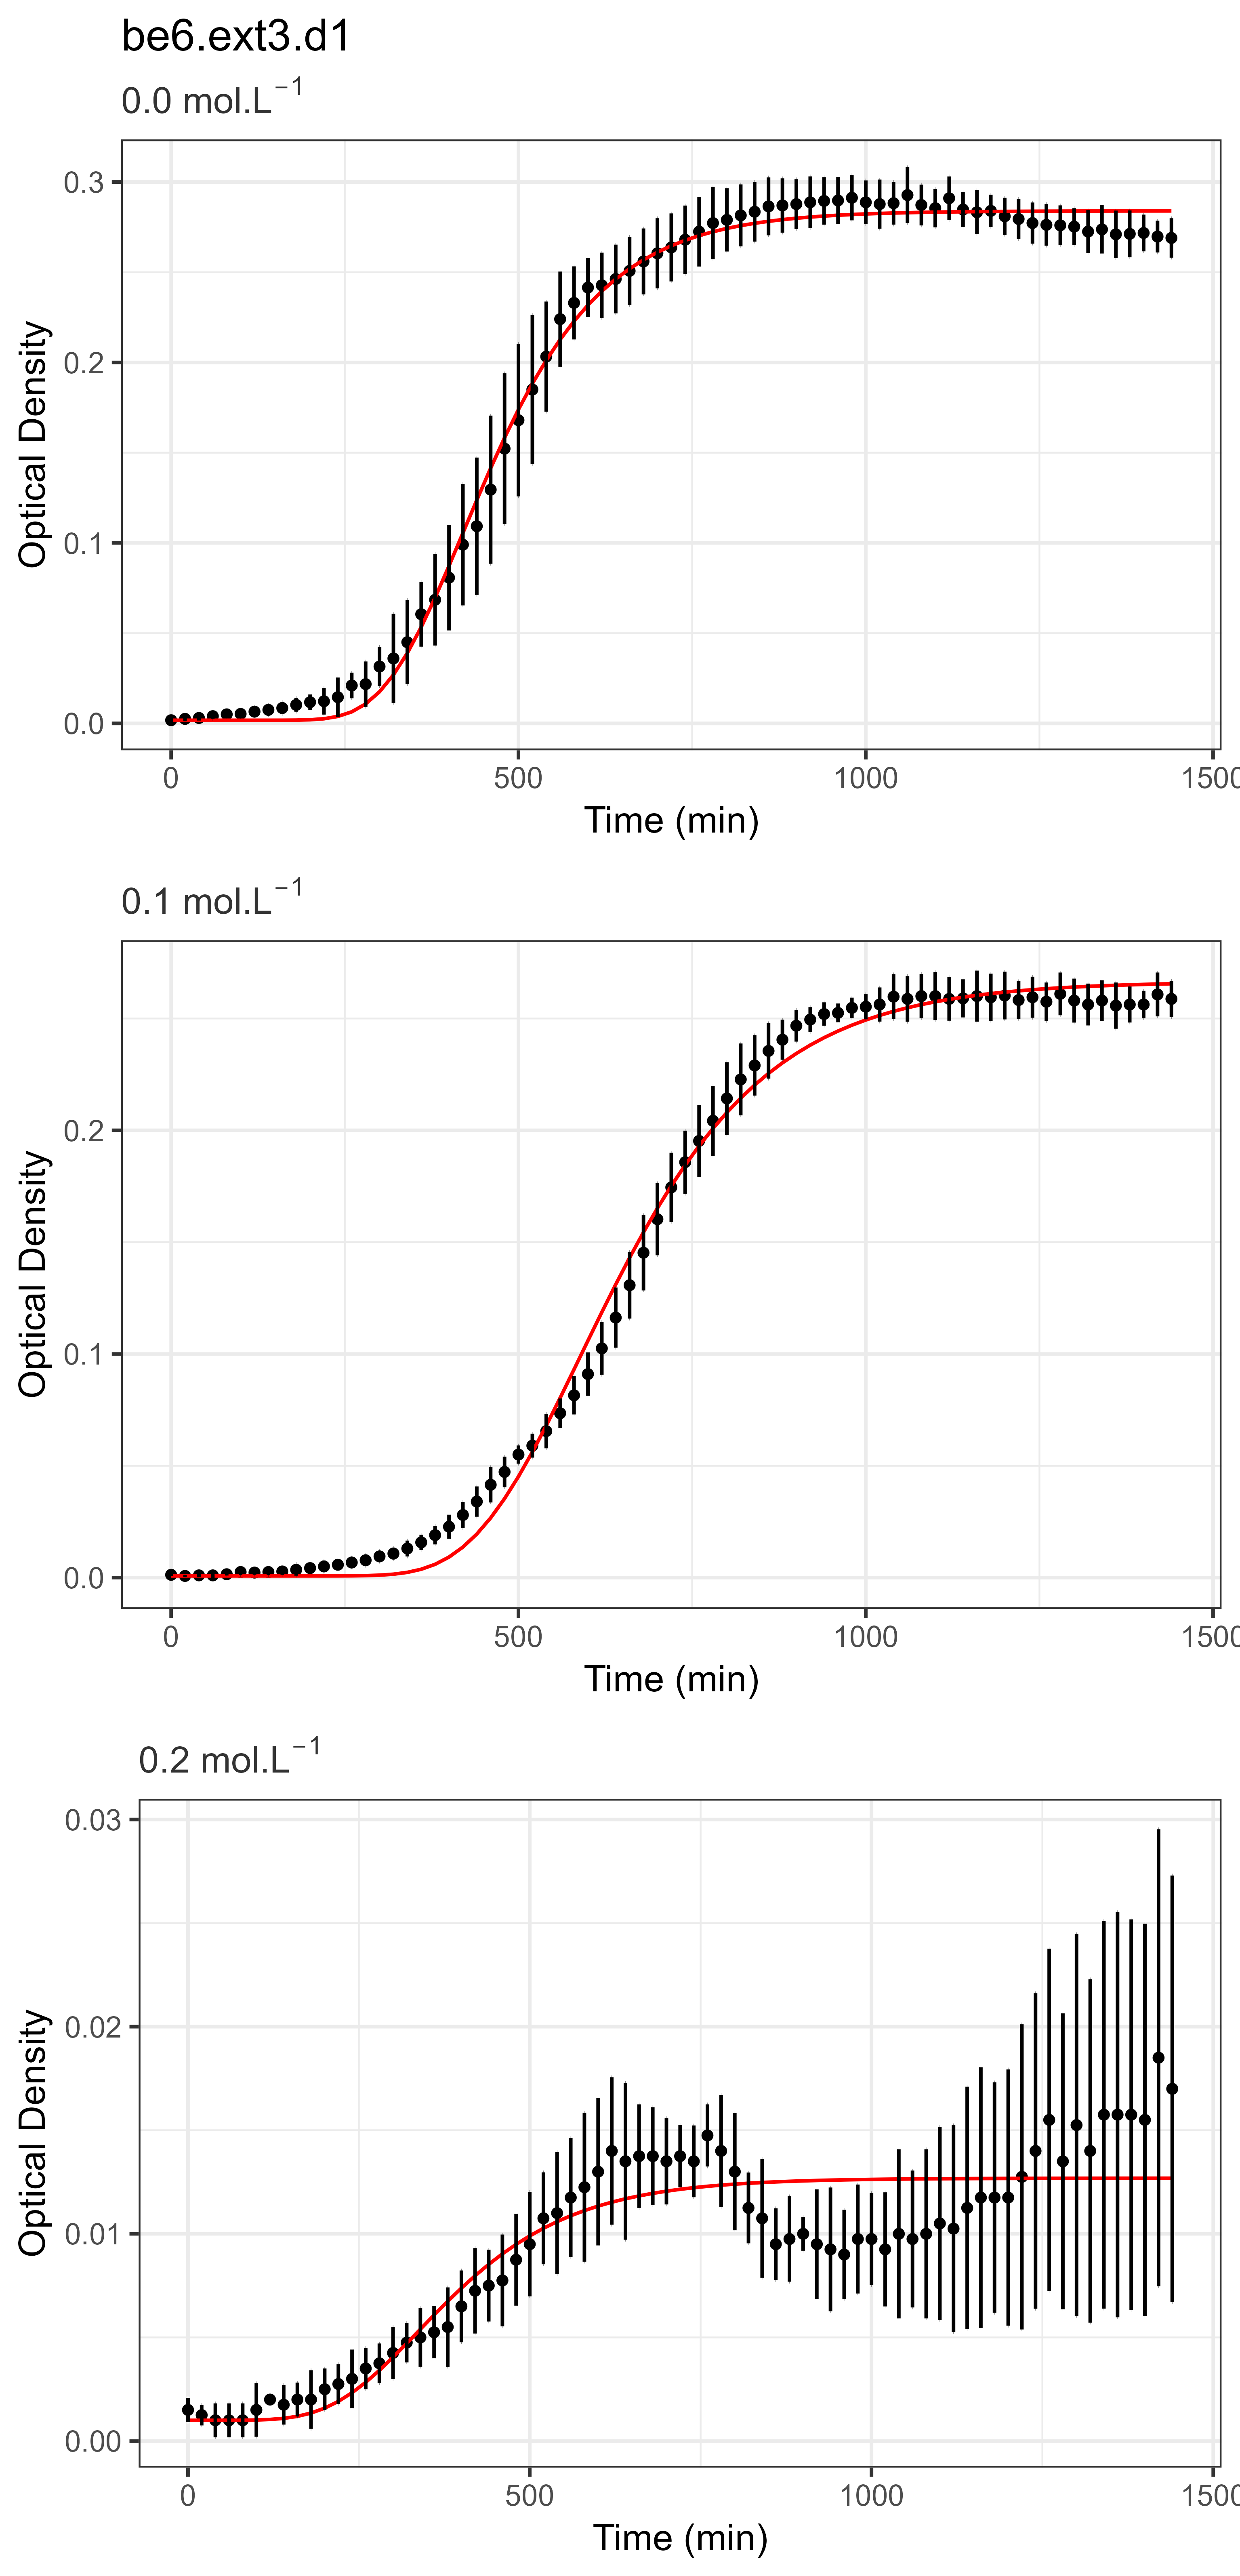 be6.ext3.d1
0.0 mol.L⁻¹
0.3
0.2
0.1
0.0
Optical Density
0 500 1000 1500
Time (min)
0.1 mol.L⁻¹
0.2
0.1
0.0
Optical Density
0 500 1000 1500
Time (min)
0.2 mol.L⁻¹
0.03
0.02
0.01
0.00
Optical Density
0 500 1000 1500
Time (min)